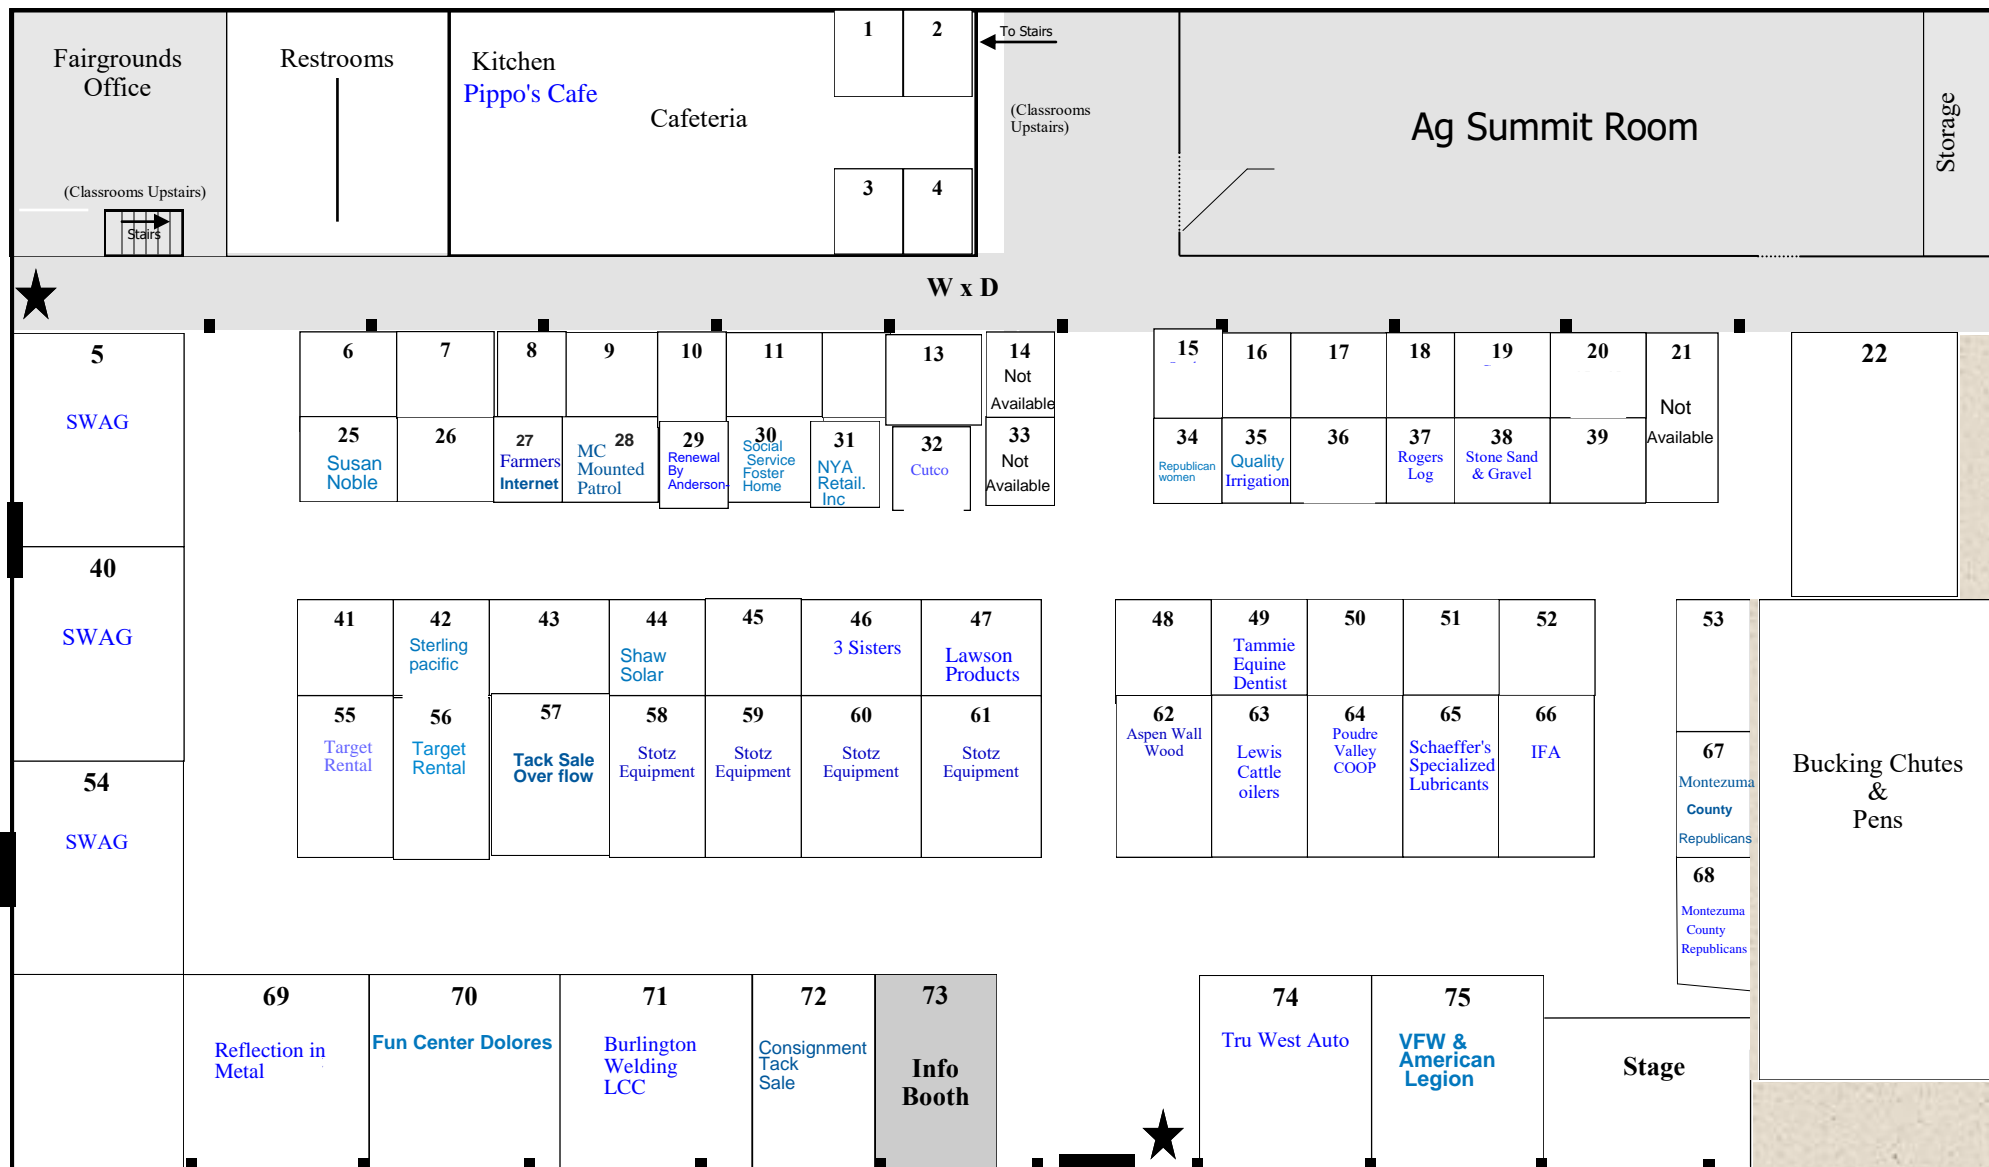 Fairgrounds
Office
(Classrooms Upstairs)
Stairs
Restrooms
Kitchen
Pippo's Cafe
Cafeteria
1
2
3
4
To Stairs
(Classrooms
Upstairs)
Ag Summit Room
Storage
W x D
5
SWAG
6
7
8
9
10
11
13
14
Not
Available
15
16
17
18
19
20
21
Not
Available
22
25
Susan
Noble
26
27
Farmers
Internet
28
MC
Mounted
Patrol
29
Renewal
By
Anderson-
30
Social
Service
Foster
Home
31
NYA
Retail.
Inc
32
Cutco
33
Not
Available
34
Republican
women
35
Quality
Irrigation
36
37
Rogers
Log
38
Stone Sand
& Gravel
39
40
SWAG
41
42
Sterling
pacific
43
44
Shaw
Solar
45
46
3 Sisters
47
Lawson
Products
48
49
Tammie
Equine
Dentist
50
51
52
53
54
SWAG
55
Target
Rental
56
Target
Rental
57
Tack Sale
Over flow
58
Stotz
Equipment
59
Stotz
Equipment
60
Stotz
Equipment
61
Stotz
Equipment
62
Aspen Wall
Wood
63
Lewis
Cattle
oilers
64
Poudre
Valley
COOP
65
Schaeffer's
Specialized
Lubricants
66
IFA
67
Montezuma
County
Republicans
68
Montezuma
County
Republicans
Bucking Chutes
&
Pens
69
Reflection in
Metal
70
Fun Center Dolores
71
Burlington
Welding
LCC
72
Consignment
Tack
Sale
73
Info
Booth
74
Tru West Auto
75
VFW &
American
Legion
Stage